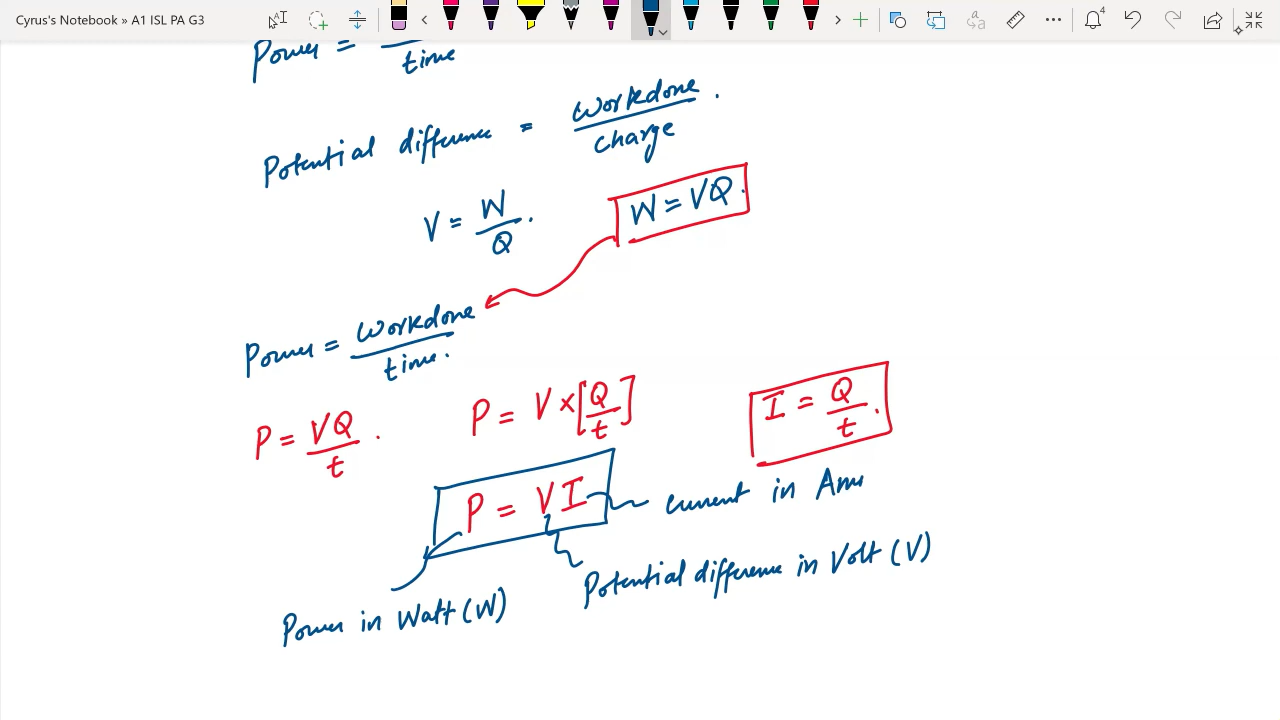 Cyrus's Notebook » A1 ISL PA G3
4
Power = 
time
Potential difference = workdone .
charge
V = W/Q .
W = VQ.
Power = workdone
time.
P = VQ/t .
P = V × [Q/t]
I = Q/t .
P = VI
current in Am
Potential difference in Volt (V)
Power in Watt (W)